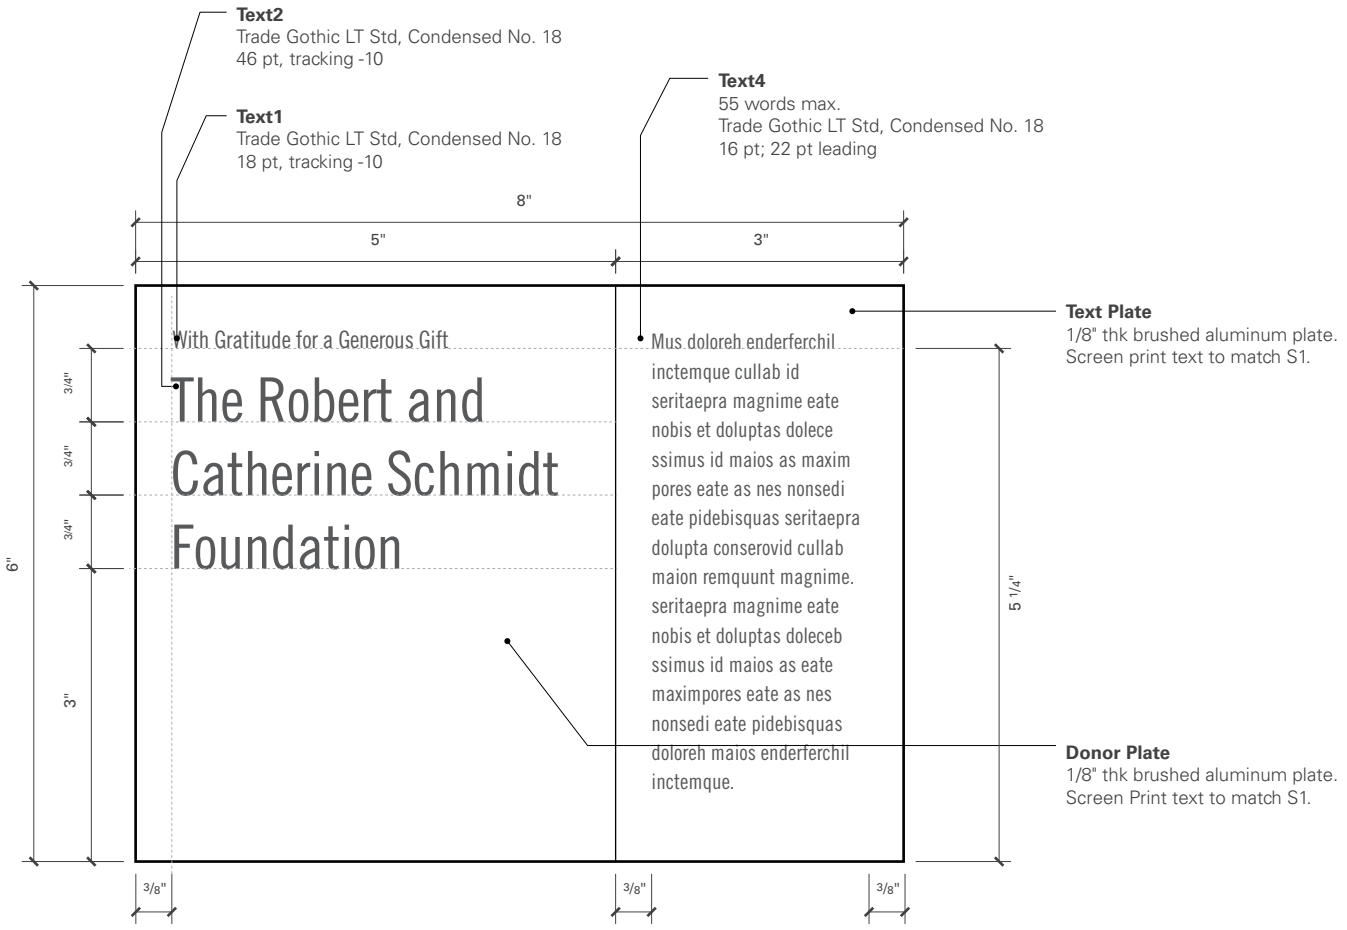 Text2
Trade Gothic LT Std, Condensed No. 18
46 pt, tracking -10
Text1
Trade Gothic LT Std, Condensed No. 18
18 pt, tracking -10
Text4
55 words max.
Trade Gothic LT Std, Condensed No. 18
16 pt; 22 pt leading
8"
5"
3"
With Gratitude for a Generous Gift
The Robert and
Catherine Schmidt
Foundation
Mus doloreh enderferchil
inctemque cullab id
seritaepra magnime eate
nobis et doluptas dolece
ssimus id maios as maxim
pores eate as nes nonsedi
eate pidebisquas seritaepra
dolupta conserovid cullab
maion remquunt magnime.
seritaepra magnime eate
nobis et doluptas doleceb
ssimus id maios as eate
maximpores eate as nes
nonsedi eate pidebisquas
doloreh maios enderferchil
inctemque.
Text Plate
1/8" thk brushed aluminum plate.
Screen print text to match S1.
Donor Plate
1/8" thk brushed aluminum plate.
Screen Print text to match S1.
6"
3/4"
3/4"
3/4"
3"
5 1/4"
3/8"
3/8"
3/8"